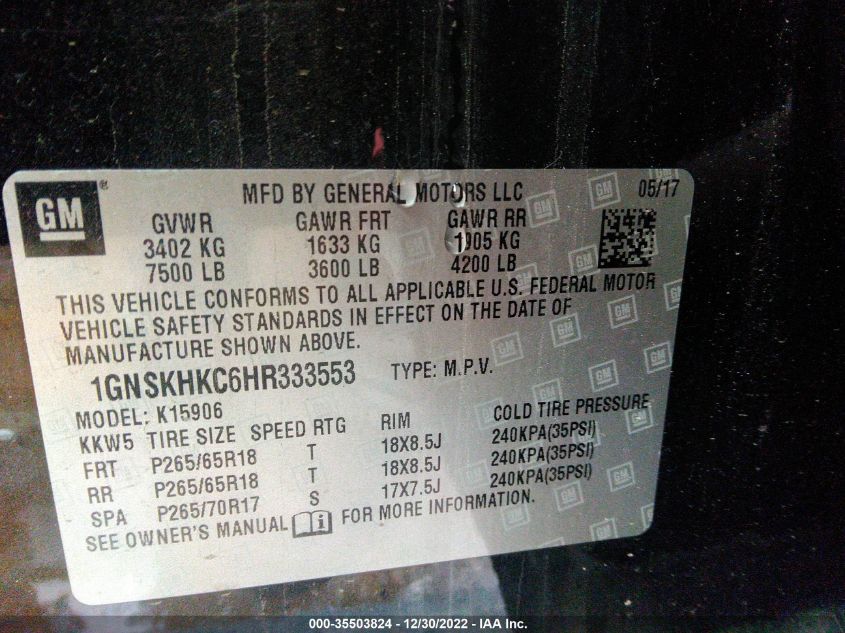 GM ® MFD BY GENERAL MOTORS LLC 05/17
GVWR GAWR FRT GAWR RR
3402 KG 1633 KG 1905 KG
7500 LB 3600 LB 4200 LB
THIS VEHICLE CONFORMS TO ALL APPLICABLE U.S. FEDERAL MOTOR
VEHICLE SAFETY STANDARDS IN EFFECT ON THE DATE OF
MANUFACTURE SHOWN ABOVE.
1GNSKHKC6HR333553 TYPE: M.P.V.
MODEL: K15906
KKW5 TIRE SIZE SPEED RTG RIM COLD TIRE PRESSURE
FRT P265/65R18 T 18X8.5J 240KPA(35PSI)
RR P265/65R18 T 18X8.5J 240KPA(35PSI)
SPA P265/70R17 S 17X7.5J 240KPA(35PSI)
SEE OWNER'S MANUAL FOR MORE INFORMATION.
000-35503824 - 12/30/2022 - IAA Inc.